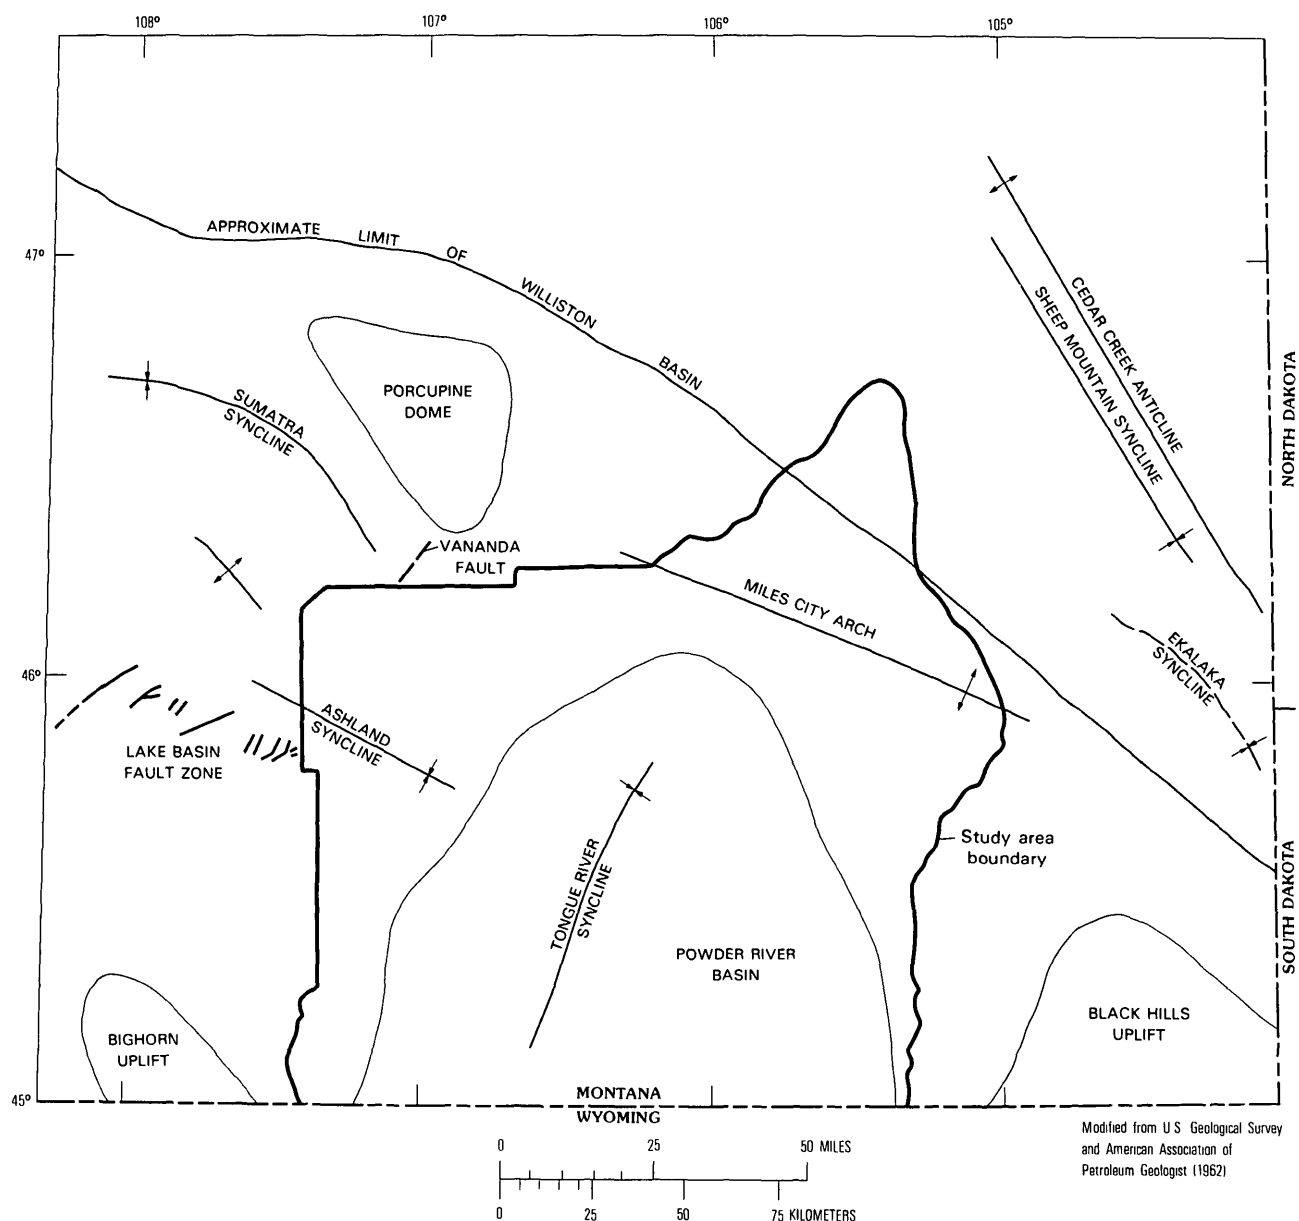 108° 107° 106° 105°
47°
46°
45°
APPROXIMATE LIMIT OF WILLISTON BASIN
PORCUPINE
DOME
SUMATRA
SYNCLINE
CEDAR CREEK ANTICLINE
SHEEP MOUNTAIN SYNCLINE
NORTH DAKOTA
VANANDA
FAULT
MILES CITY ARCH
EKALAKA
SYNCLINE
ASHLAND
SYNCLINE
LAKE BASIN
FAULT ZONE
Study area
boundary
TONGUE RIVER
SYNCLINE
POWDER RIVER
BASIN
SOUTH DAKOTA
BLACK HILLS
UPLIFT
BIGHORN
UPLIFT
MONTANA
WYOMING
0 25 50 MILES
0 25 50 75 KILOMETERS
Modified from U S Geological Survey
and American Association of
Petroleum Geologist (1962)